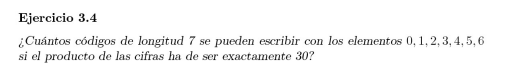 Ejercicio 3.4
¿Cuántos códigos de longitud 7 se pueden escribir con los elementos 0, 1, 2, 3, 4, 5, 6
si el producto de las cifras ha de ser exactamente 30?